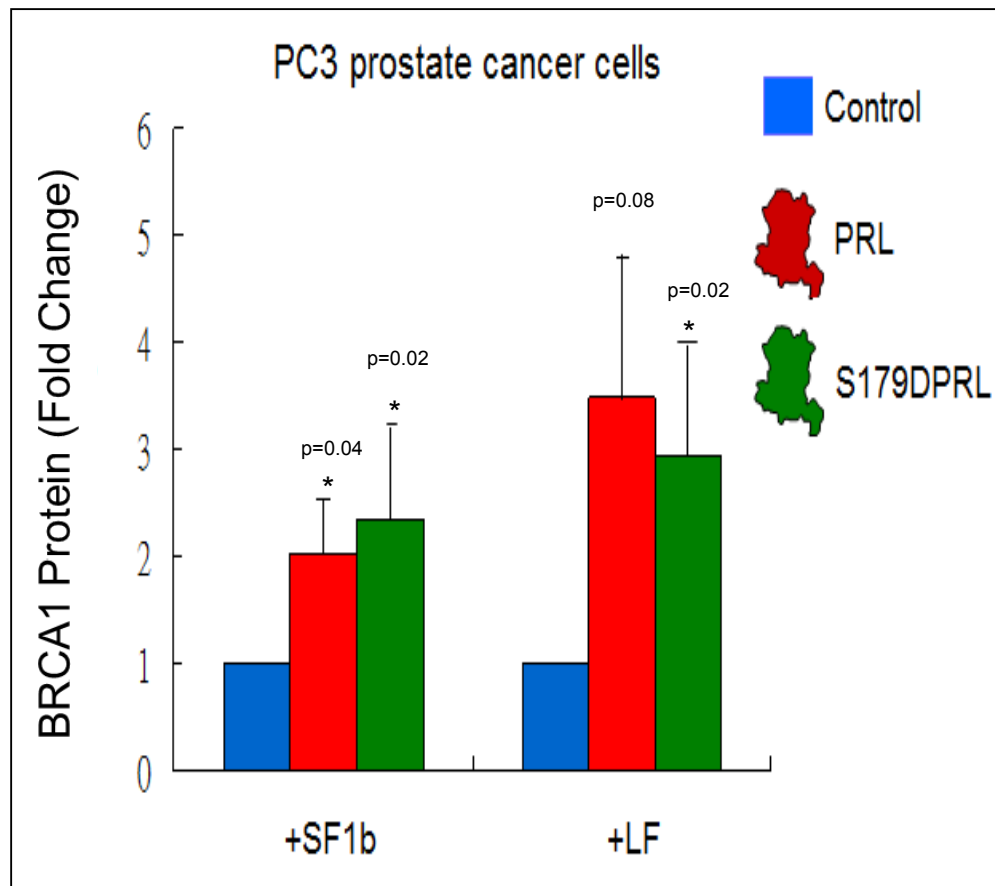 PC3 prostate cancer cells
Control
PRL
S179DPRL
BRCA1 Protein (Fold Change)
6
5
4
3
2
1
0
p=0.04
*
p=0.02
*
p=0.08
p=0.02
*
+SF1b
+LF